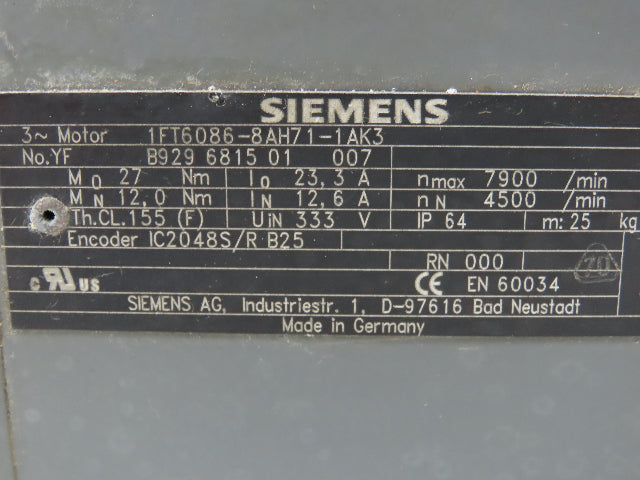 SIEMENS
3~ Motor 1FT6086-8AH71-1AK3
No.YF B929 6815 01 007
M0 27 Nm I0 23,3 A nmax 7900 /min
MN 12,0 Nm IN 12,6 A nN 4500 /min
Th.CL.155 (F) UIN 333 V IP 64 m: 25 kg
Encoder IC2048S/R B25
RN 000
c RU US CE EN 60034
SIEMENS AG, Industriestr. 1, D-97616 Bad Neustadt
Made in Germany